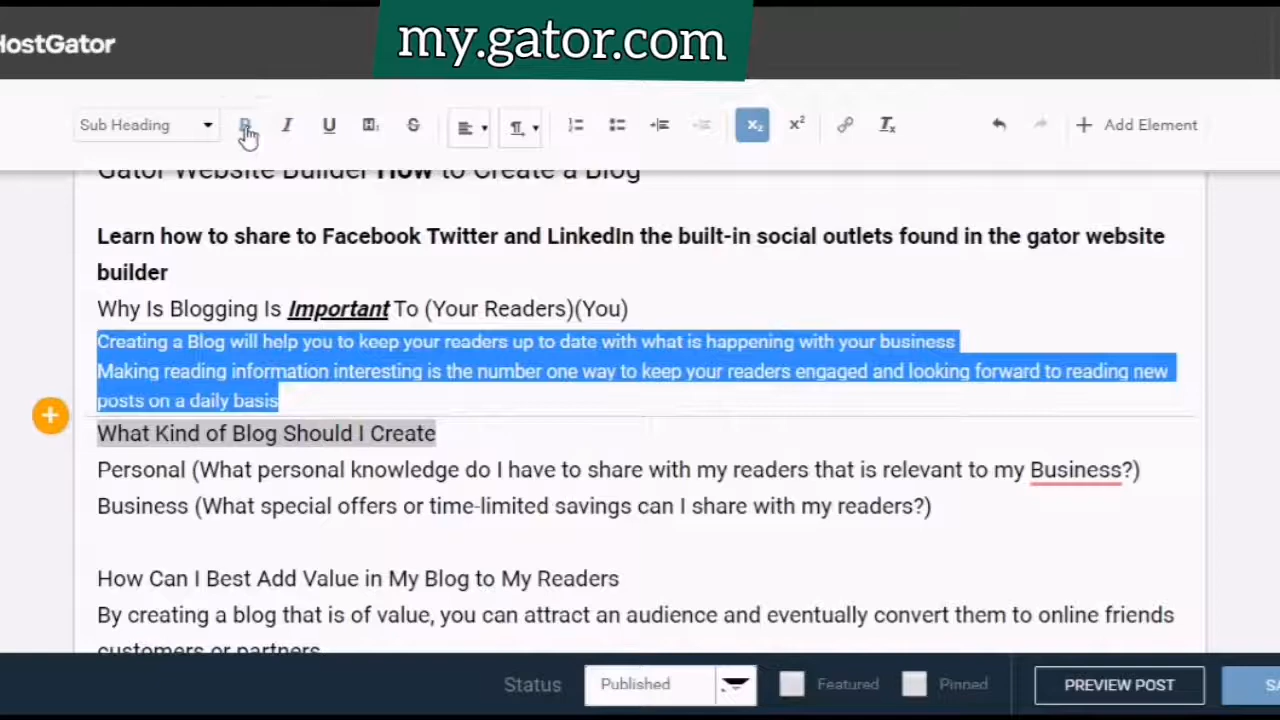 my.gator.com
HostGator
Sub Heading B I U H1 S X₂ X² Tx + Add Element
Gator Website Builder How to Create a Blog
Learn how to share to Facebook Twitter and LinkedIn the built-in social outlets found in the gator website
builder
Why Is Blogging Is Important To (Your Readers)(You)
Creating a Blog will help you to keep your readers up to date with what is happening with your business
Making reading information interesting is the number one way to keep your readers engaged and looking forward to reading new
posts on a daily basis
What Kind of Blog Should I Create
Personal (What personal knowledge do I have to share with my readers that is relevant to my Business?)
Business (What special offers or time-limited savings can I share with my readers?)
How Can I Best Add Value in My Blog to My Readers
By creating a blog that is of value, you can attract an audience and eventually convert them to online friends
customers or partners
Status Published Featured Pinned PREVIEW POST SA